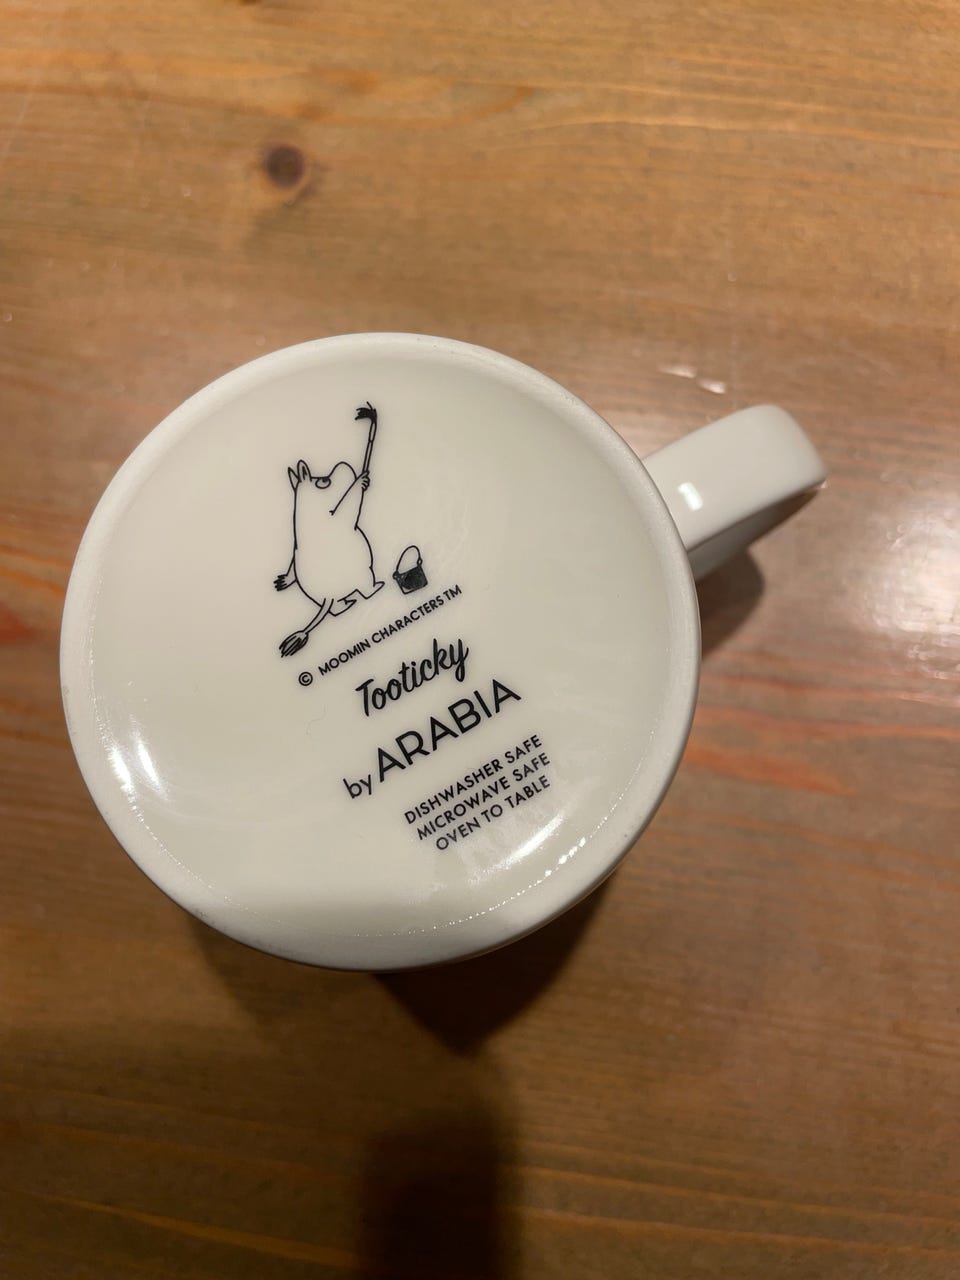 © MOOMIN CHARACTERS TM
Tooticky
by ARABIA
DISHWASHER SAFE
MICROWAVE SAFE
OVEN TO TABLE